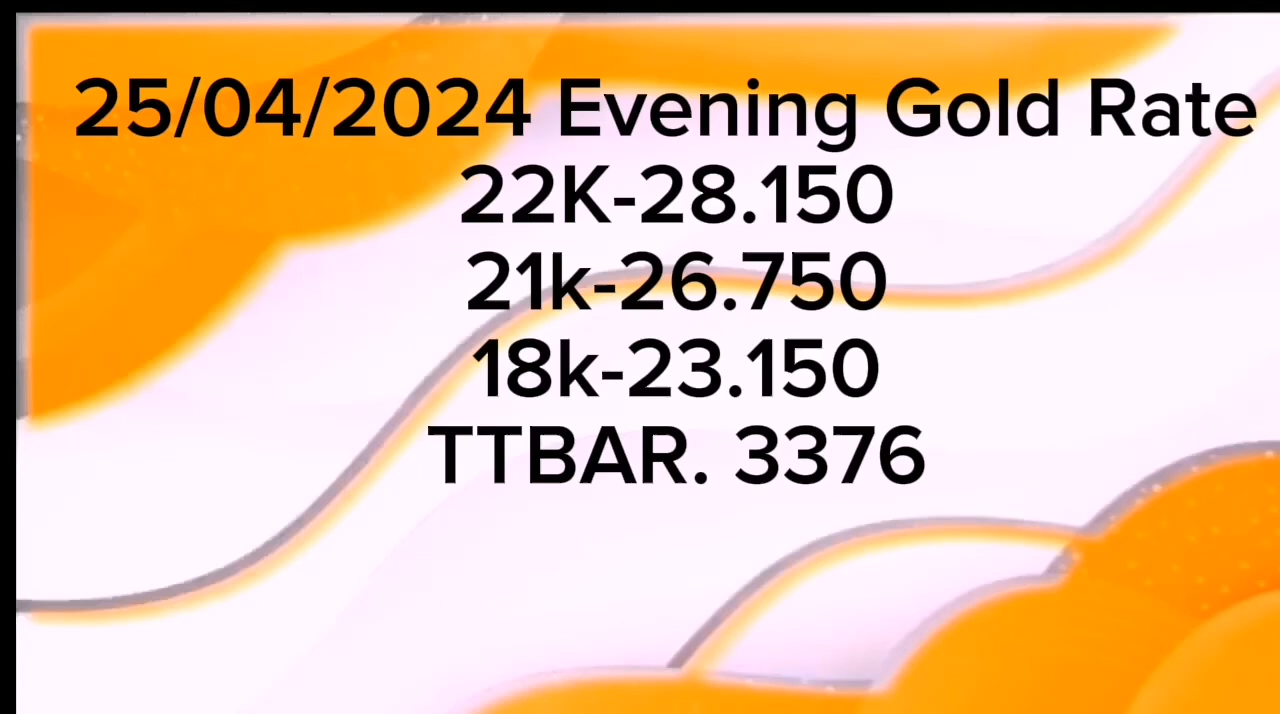 25/04/2024 Evening Gold Rate
22K-28.150
21k-26.750
18k-23.150
TTBAR. 3376